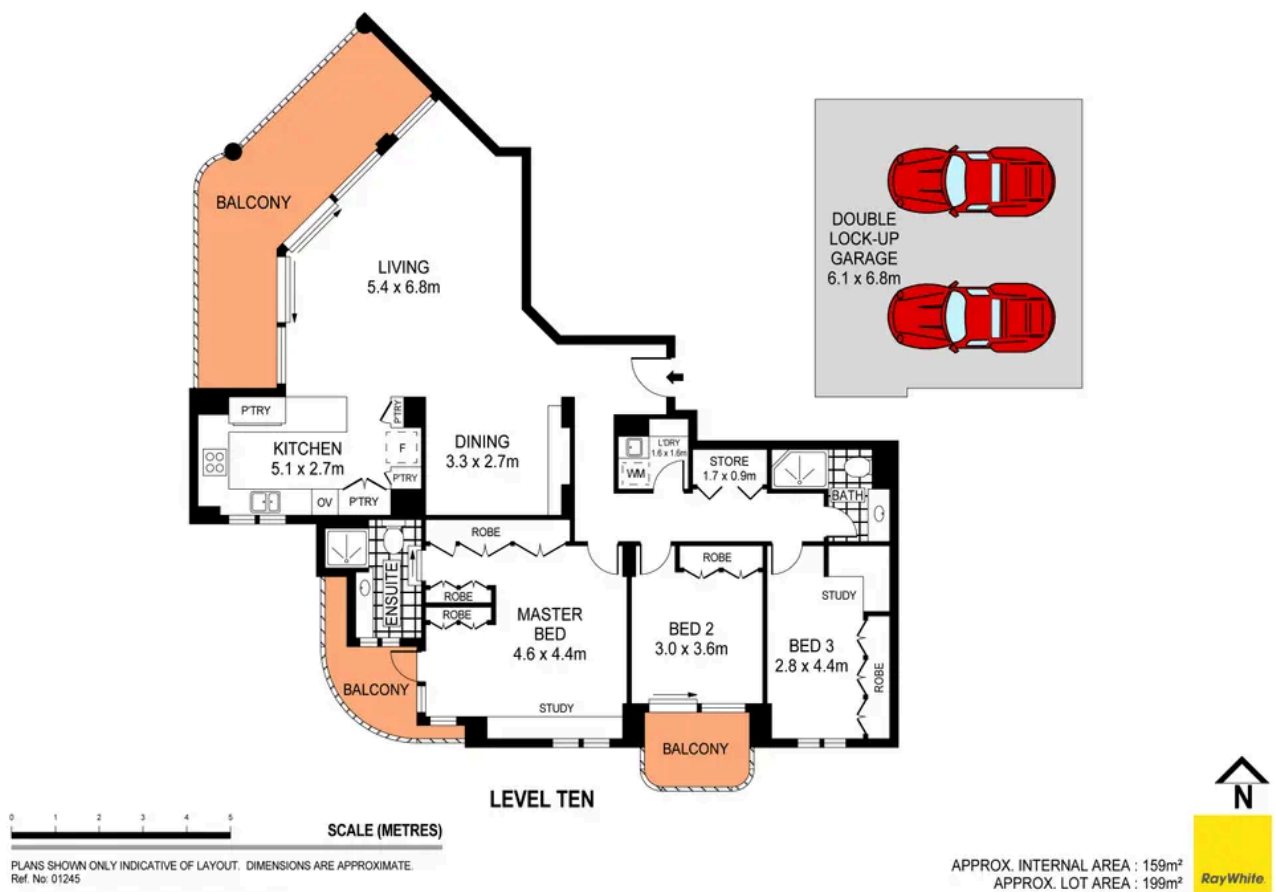 BALCONY
LIVING
5.4 x 6.8m
DOUBLE
LOCK-UP
GARAGE
6.1 x 6.8m
P'TRY
P'TRY
KITCHEN
5.1 x 2.7m
F
P'TRY
OV
P'TRY
DINING
3.3 x 2.7m
L'DRY
1.6 x 1.6m
WM
STORE
1.7 x 0.9m
BATH
ROBE
ENSUITE
ROBE
ROBE
MASTER
BED
4.6 x 4.4m
STUDY
ROBE
BED 2
3.0 x 3.6m
STUDY
BED 3
2.8 x 4.4m
ROBE
BALCONY
BALCONY
LEVEL TEN
0 1 2 3 4 5
SCALE (METRES)
PLANS SHOWN ONLY INDICATIVE OF LAYOUT. DIMENSIONS ARE APPROXIMATE.
Ref. No: 01245
N
APPROX. INTERNAL AREA : 159m²
APPROX. LOT AREA : 199m²
RayWhite